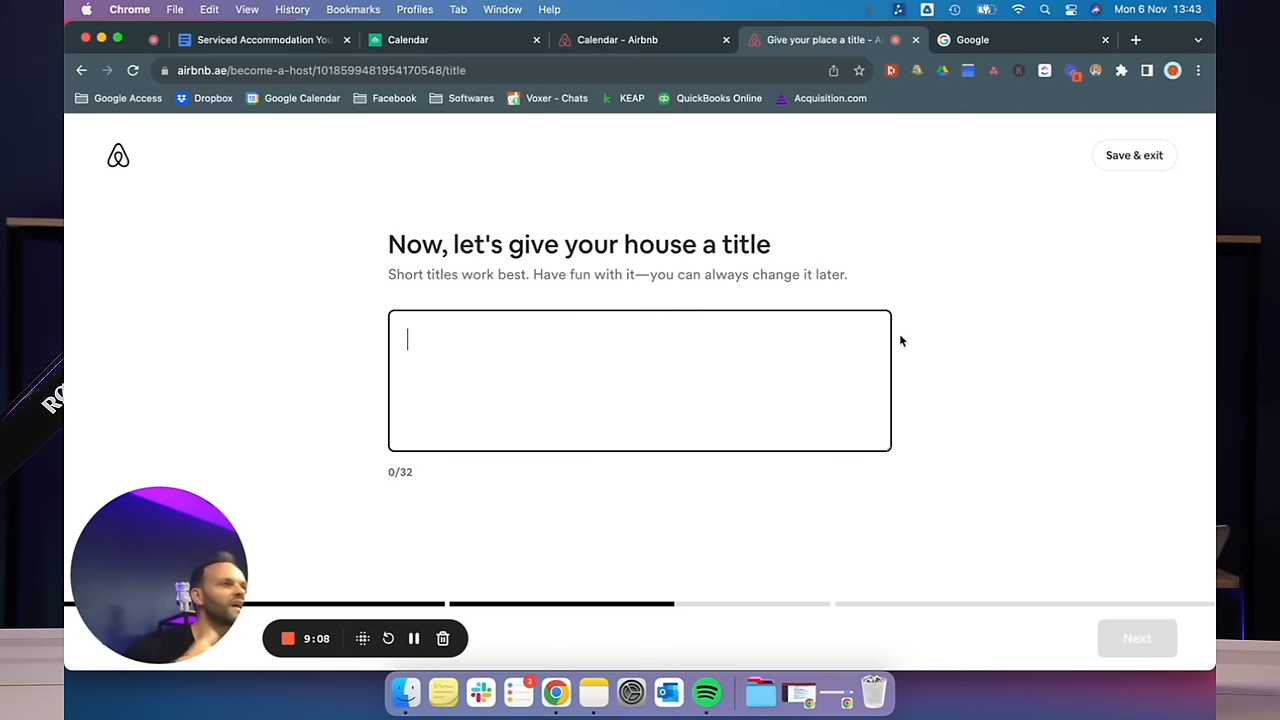 Chrome File Edit View History Bookmarks Profiles Tab Window Help Mon 6 Nov 13:43
Serviced Accommodation You Calendar Calendar - Airbnb Give your place a title - A Google
airbnb.ae/become-a-host/1018599481954170548/title
Google Access Dropbox Google Calendar Facebook Softwares Voxer - Chats KEAP QuickBooks Online Acquisition.com
Save & exit
Now, let's give your house a title
Short titles work best. Have fun with it—you can always change it later.
0/32
9:08
Next
2